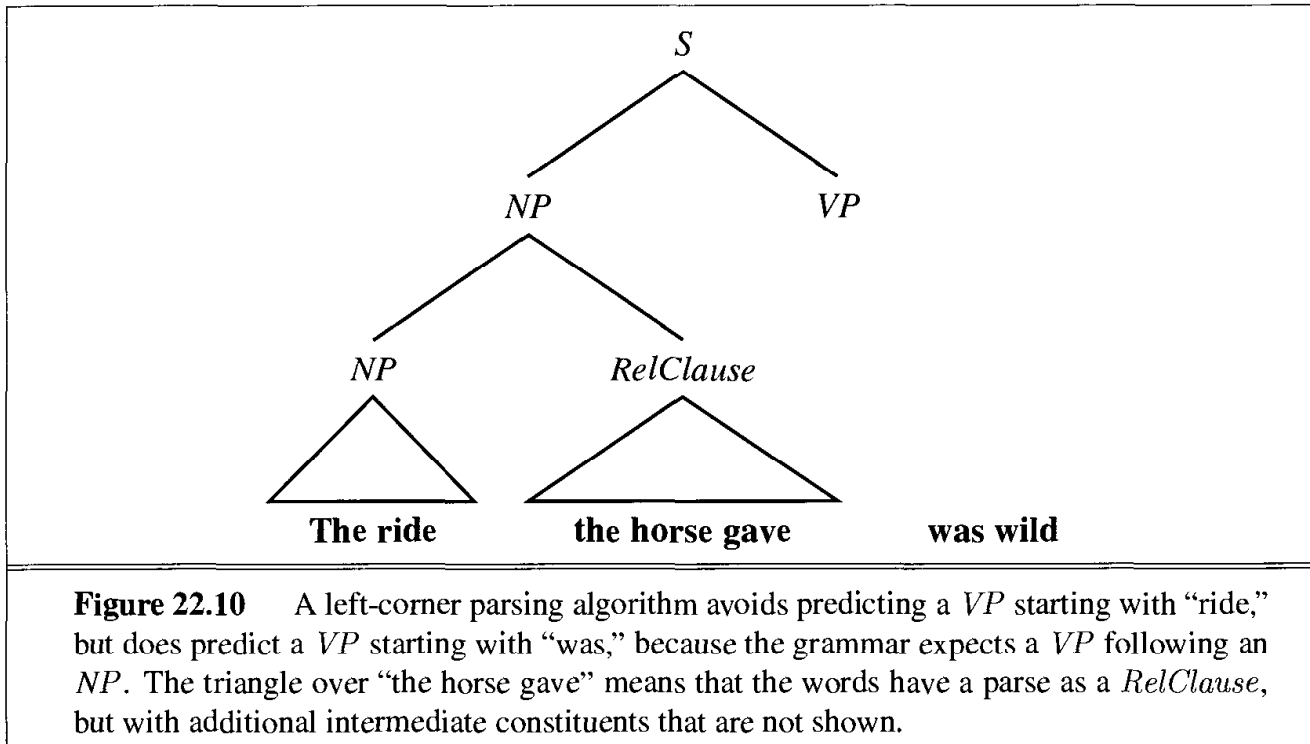 S
NP VP
NP RelClause
The ride the horse gave was wild
Figure 22.10 A left-corner parsing algorithm avoids predicting a VP starting with “ride,”
but does predict a VP starting with “was,” because the grammar expects a VP following an
NP. The triangle over “the horse gave” means that the words have a parse as a RelClause,
but with additional intermediate constituents that are not shown.